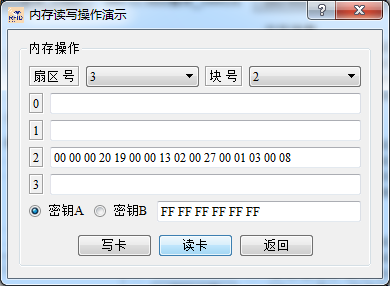 内存读写操作演示
内存操作
扇区 号 3 块 号 2
0
1
2 00 00 00 20 19 00 00 13 02 00 27 00 01 03 00 08
3
密钥A 密钥B FF FF FF FF FF FF
写卡 读卡 返回